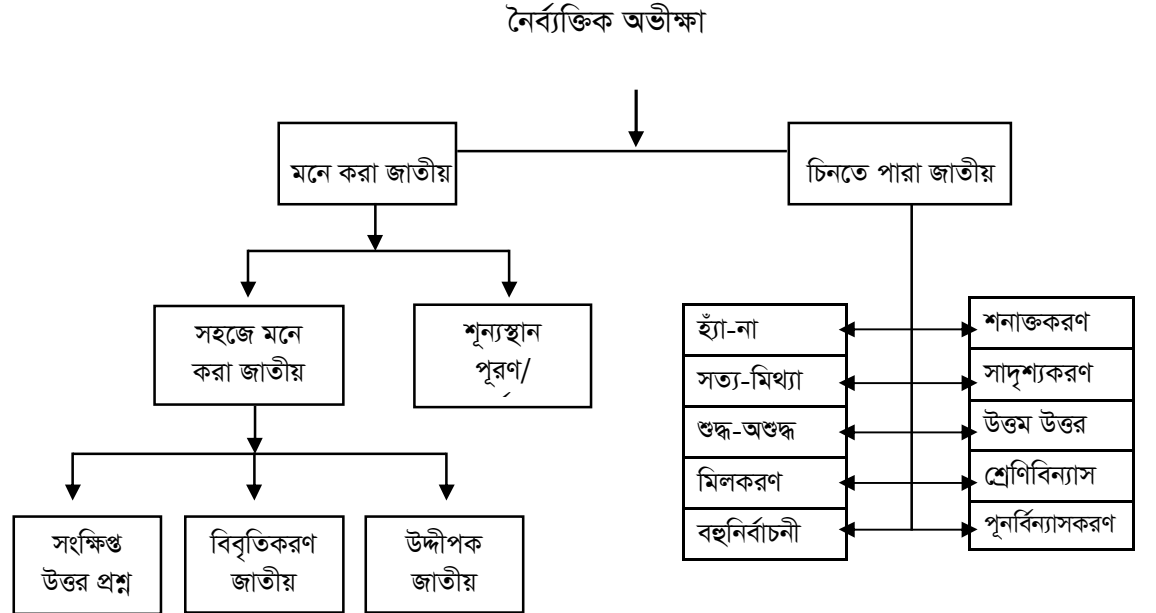 নৈর্ব্যক্তিক অভীক্ষা
মনে করা জাতীয়
চিনতে পারা জাতীয়
সহজে মনে
করা জাতীয়
শূন্যস্থান
পূরণ/
সংক্ষিপ্ত
উত্তর প্রশ্ন
বিবৃতিকরণ
জাতীয়
উদ্দীপক
জাতীয়
হ্যাঁ-না
সত্য-মিথ্যা
শুদ্ধ-অশুদ্ধ
মিলকরণ
বহুনির্বাচনী
শনাক্তকরণ
সাদৃশ্যকরণ
উত্তম উত্তর
শ্রেণিবিন্যাস
পূনর্বিন্যাসকরণ